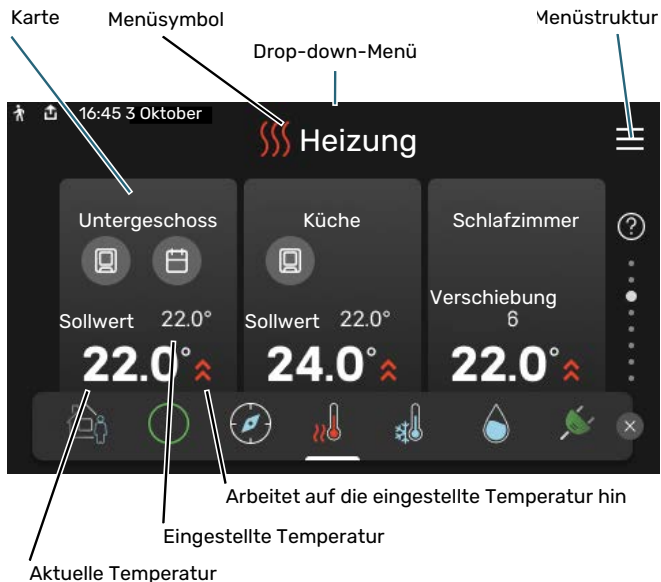 Karte
Menüsymbol
Menüstruktur
Drop-down-Menü
16:45 3 Oktober
Heizung
Untergeschoss
Küche
Schlafzimmer
?
Sollwert 22.0°
Sollwert 22.0°
Verschiebung
6
22.0°
24.0°
22.0°
Arbeitet auf die eingestellte Temperatur hin
Eingestellte Temperatur
Aktuelle Temperatur